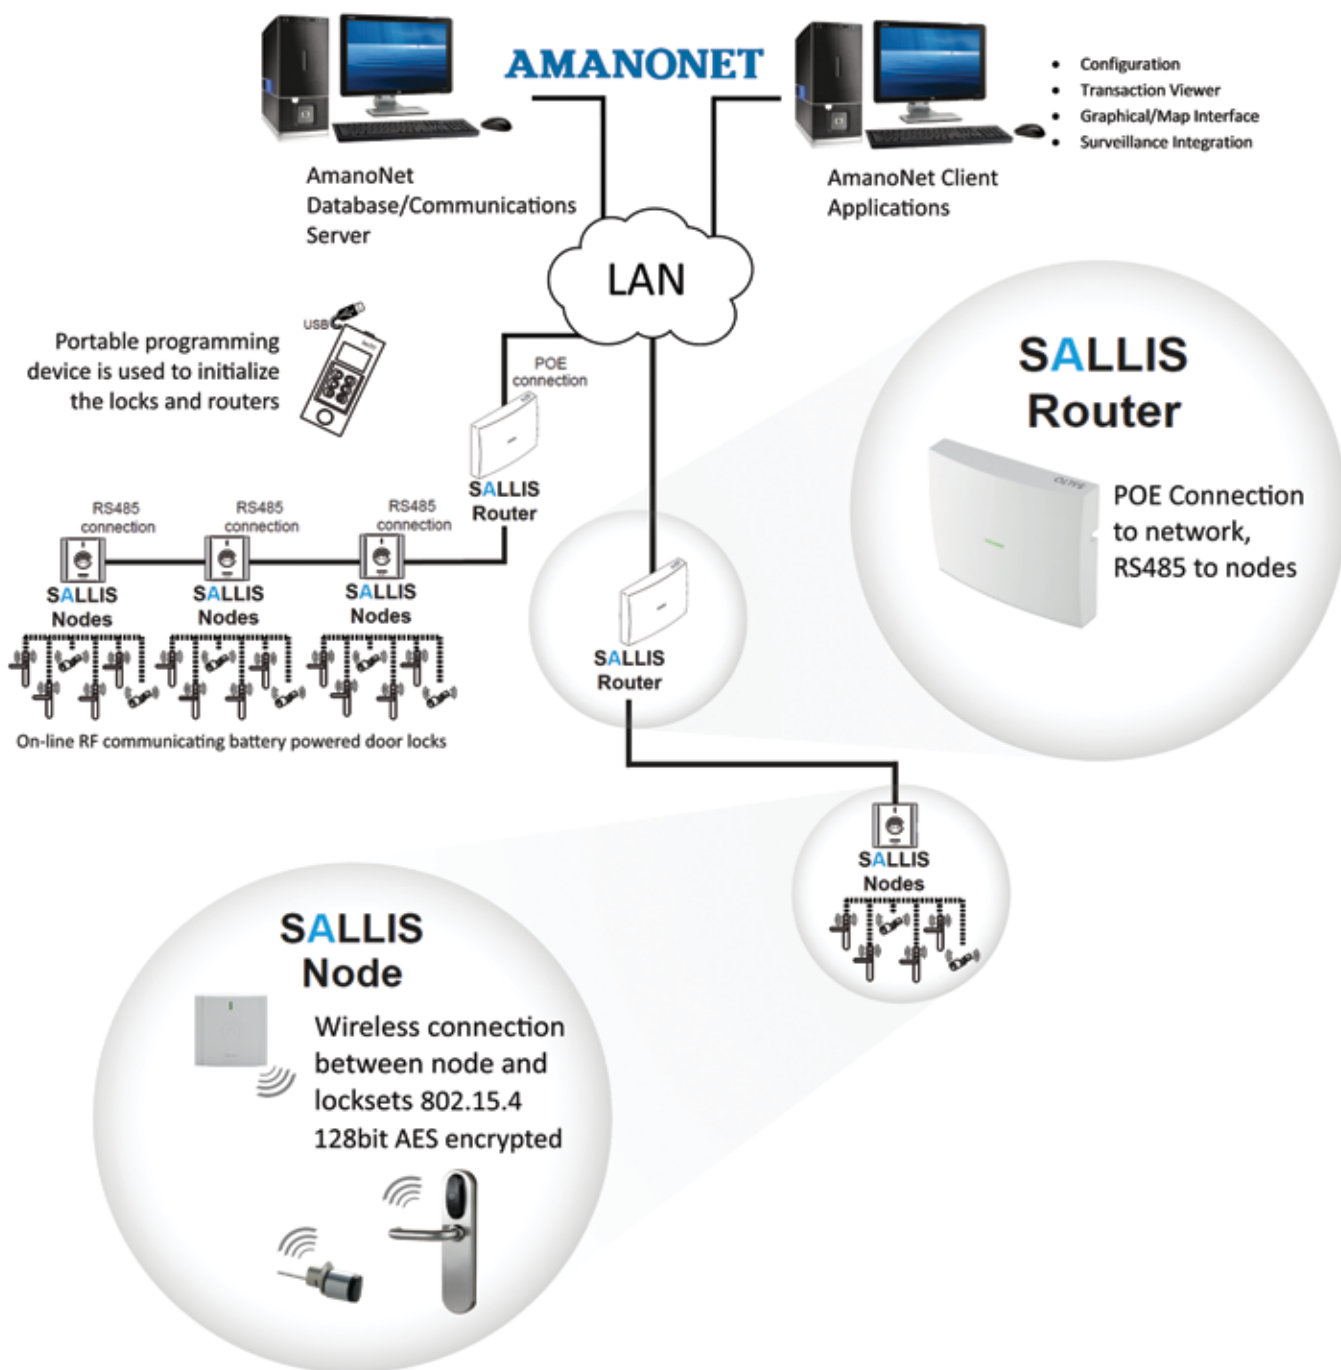 AMANONET
AmanoNet
Database/Communications
Server
AmanoNet Client
Applications
• Configuration
• Transaction Viewer
• Graphical/Map Interface
• Surveillance Integration
LAN
USB
Portable programming
device is used to initialize
the locks and routers
POE
connection
SALLIS
Router
RS485
connection
RS485
connection
RS485
connection
SALLIS
Nodes
SALLIS
Nodes
SALLIS
Nodes
On-line RF communicating battery powered door locks
SALLIS
Router
SALLIS
Router
SALTO
POE Connection
to network,
RS485 to nodes
SALLIS
Nodes
SALLIS
Node
Wireless connection
between node and
locksets 802.15.4
128bit AES encrypted